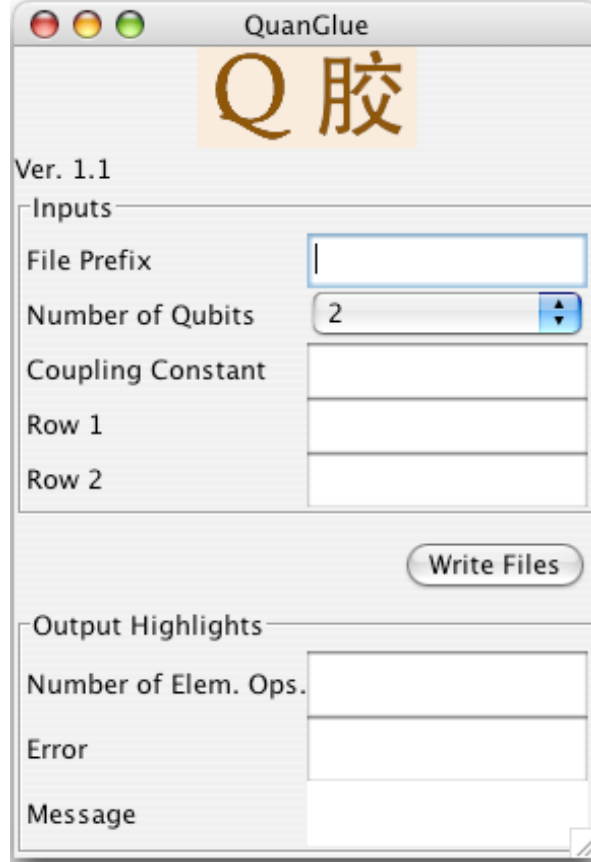 QuanGlue
Q 胶
Ver. 1.1
Inputs
File Prefix
Number of Qubits 2
Coupling Constant
Row 1
Row 2
Write Files
Output Highlights
Number of Elem. Ops.
Error
Message